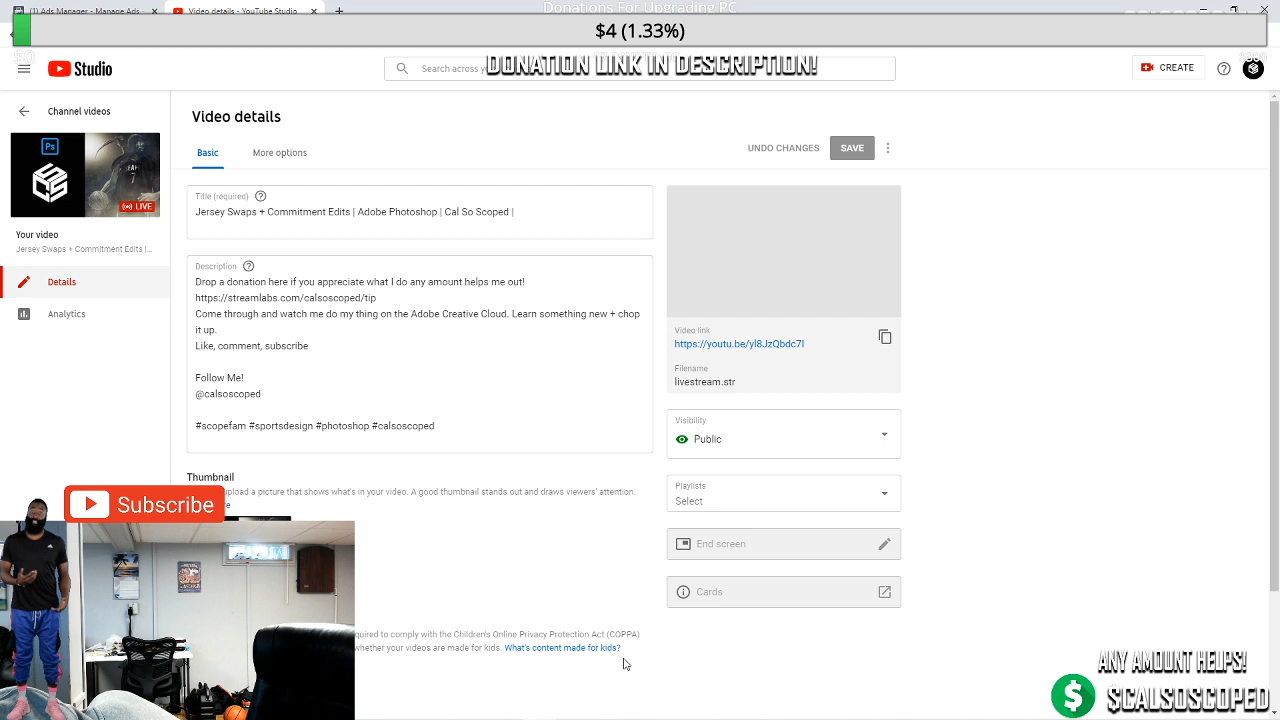 Donations For Upgrading PC
$4 (1.33%)
DONATION LINK IN DESCRIPTION!
Studio
Search across
CREATE
Channel videos
Video details
UNDO CHANGES
SAVE
Basic
More options
Ps
LIVE
Your video
Jersey Swaps + Commitment Edits |...
Details
Analytics
Title (required)
Jersey Swaps + Commitment Edits | Adobe Photoshop | Cal So Scoped |
Description
Drop a donation here if you appreciate what I do any amount helps me out!
https://streamlabs.com/calsoscoped/tip
Come through and watch me do my thing on the Adobe Creative Cloud. Learn something new + chop
it up.
Like, comment, subscribe
Follow Me!
@calsoscoped
#scopefam #sportsdesign #photoshop #calsoscoped
Video link
https://youtu.be/yl8JzQbdc7I
Filename
livestream.str
Visibility
Public
Playlists
Select
End screen
Cards
Thumbnail
upload a picture that shows what's in your video. A good thumbnail stands out and draws viewers' attention.
Subscribe
quired to comply with the Children's Online Privacy Protection Act (COPPA)
whether your videos are made for kids. What's content made for kids?
ANY AMOUNT HELPS!
$CALSOSCOPED